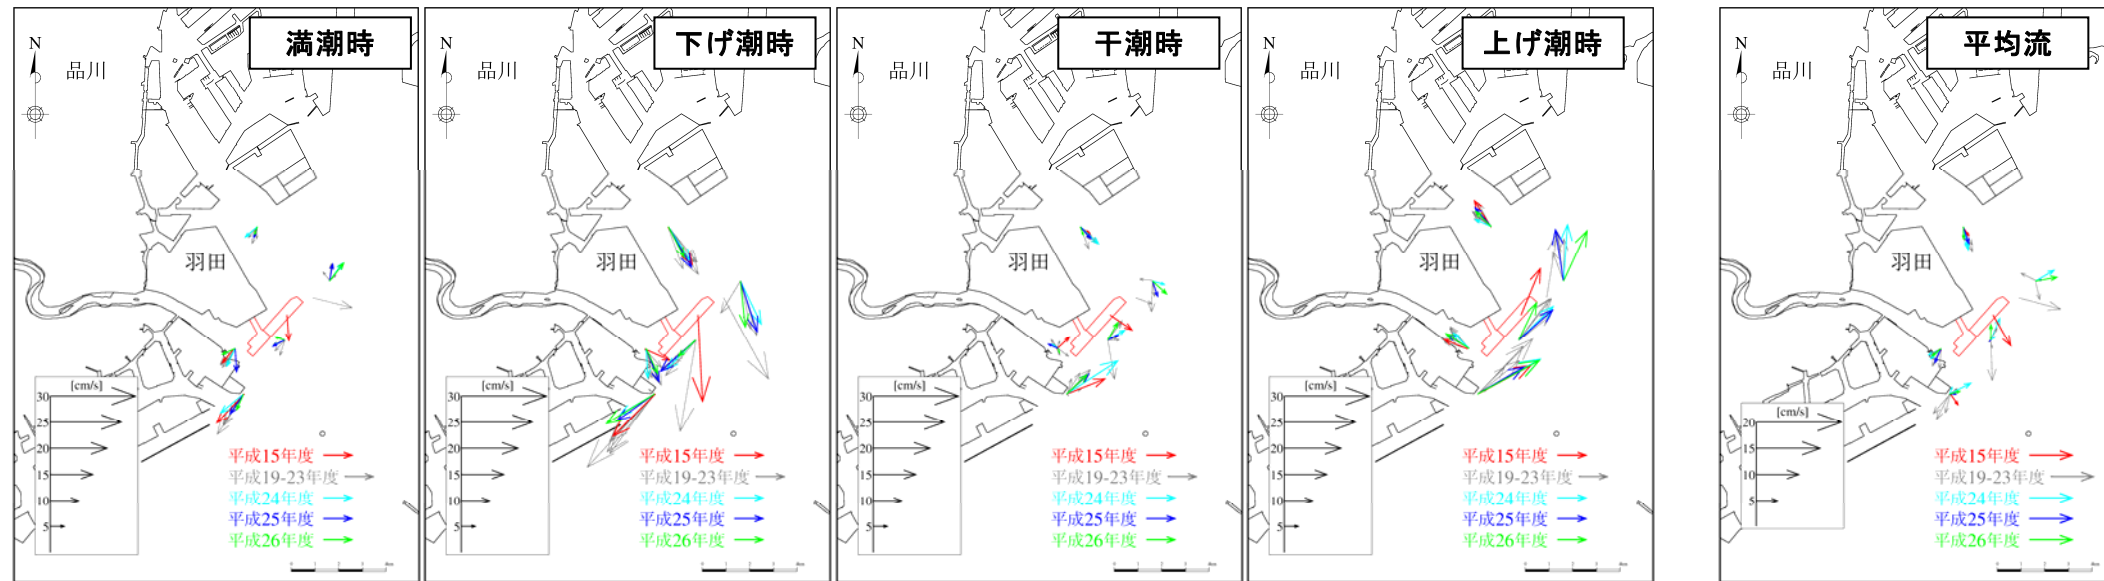 満潮時
N
品川
羽田
[cm/s]
30
25
20
15
10
5
平成15年度
平成19-23年度
平成24年度
平成25年度
平成26年度
下げ潮時
N
品川
羽田
[cm/s]
30
25
20
15
10
5
平成15年度
平成19-23年度
平成24年度
平成25年度
平成26年度
干潮時
N
品川
羽田
[cm/s]
30
25
20
15
10
5
平成15年度
平成19-23年度
平成24年度
平成25年度
平成26年度
上げ潮時
N
品川
羽田
[cm/s]
30
25
20
15
10
5
平成15年度
平成19-23年度
平成24年度
平成25年度
平成26年度
平均流
N
品川
羽田
[cm/s]
20
15
10
5
平成15年度
平成19-23年度
平成24年度
平成25年度
平成26年度